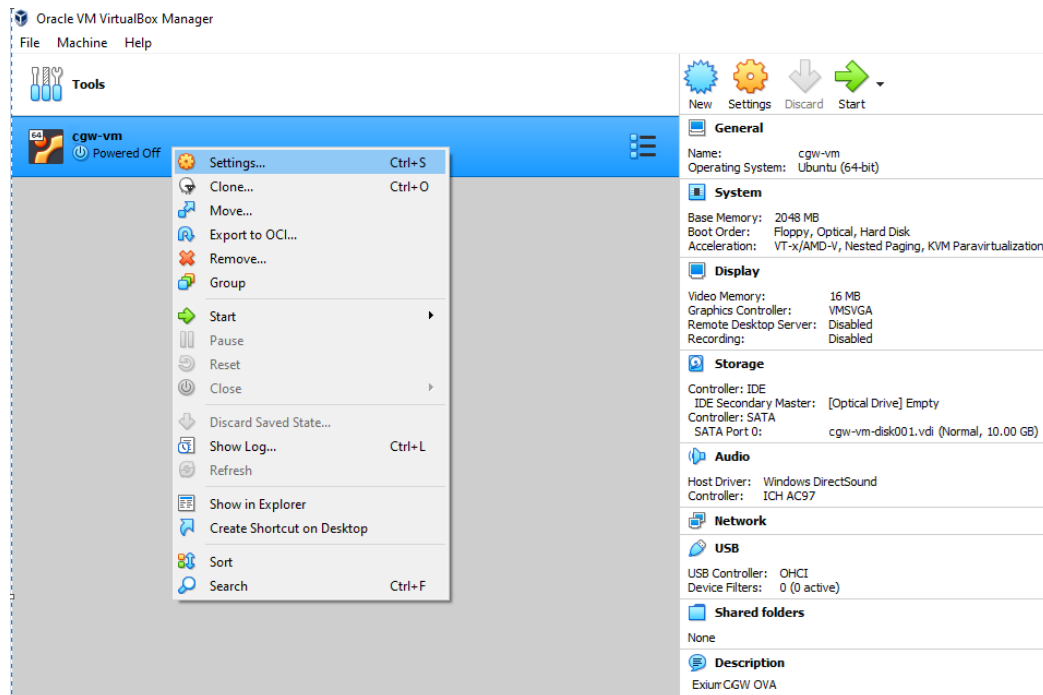 Oracle VM VirtualBox Manager
File Machine Help
Tools
64
cgw-vm
Powered Off
Settings... Ctrl+S
Clone... Ctrl+O
Move...
Export to OCI...
Remove...
Group
Start
Pause
Reset
Close
Discard Saved State...
Show Log... Ctrl+L
Refresh
Show in Explorer
Create Shortcut on Desktop
Sort
Search Ctrl+F
New Settings Discard Start
General
Name: cgw-vm
Operating System: Ubuntu (64-bit)
System
Base Memory: 2048 MB
Boot Order: Floppy, Optical, Hard Disk
Acceleration: VT-x/AMD-V, Nested Paging, KVM Paravirtualization
Display
Video Memory: 16 MB
Graphics Controller: VMSVGA
Remote Desktop Server: Disabled
Recording: Disabled
Storage
Controller: IDE
IDE Secondary Master: [Optical Drive] Empty
Controller: SATA
SATA Port 0: cgw-vm-disk001.vdi (Normal, 10.00 GB)
Audio
Host Driver: Windows DirectSound
Controller: ICH AC97
Network
USB
USB Controller: OHCI
Device Filters: 0 (0 active)
Shared folders
None
Description
Exium CGW OVA